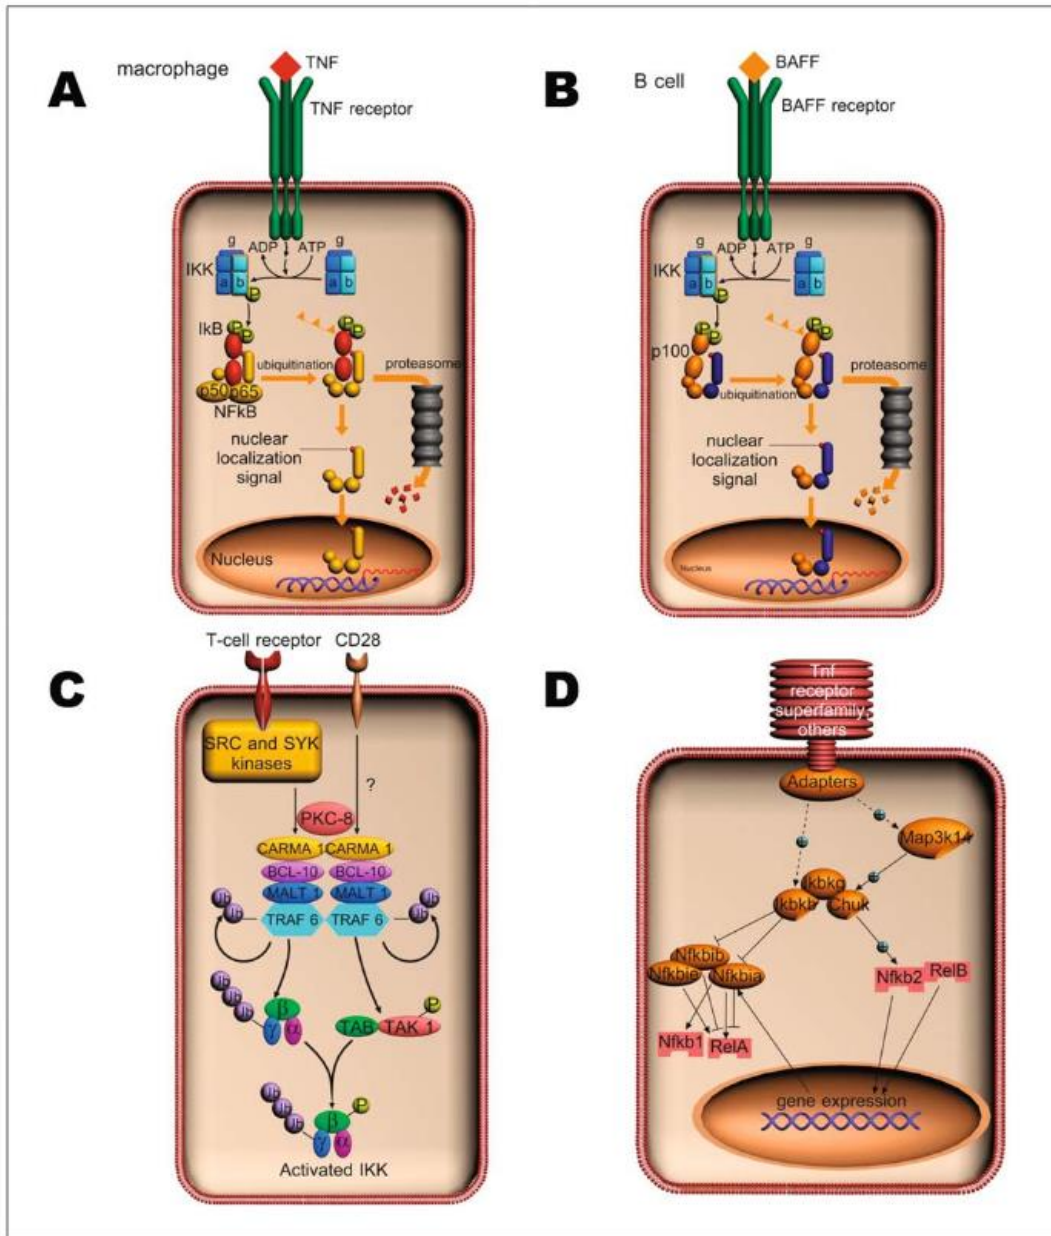 A
macrophage
TNF
TNF receptor
g
ADP
ATP
g
IKK
a
b
a
b
P
IkB
P
P
P
P
ubiquitination
proteasome
p50
p65
NFkB
nuclear
localization
signal
Nucleus
B
B cell
BAFF
BAFF receptor
g
ADP
ATP
g
IKK
a
b
a
b
P
P
P
P
P
p100
ubiquitination
proteasome
nuclear
localization
signal
Nucleus
C
T-cell receptor
CD28
SRC and SYK
kinases
?
PKC-8
CARMA 1
CARMA 1
BCL-10
BCL-10
MALT 1
MALT 1
TRAF 6
TRAF 6
Ub
Ub
Ub
Ub
Ub
Ub
Ub
Ub
β
γ
α
P
TAB
TAK 1
Ub
Ub
Ub
Ub
β
P
γ
α
Activated IKK
D
Tnf
receptor
superfamily,
others
Adapters
+
+
Map3k14
+
Ikbkg
Ikbkb
Chuk
+
Nfkbib
Nfkbie
Nfkbia
Nfkb2
RelB
Nfkb1
RelA
gene expression